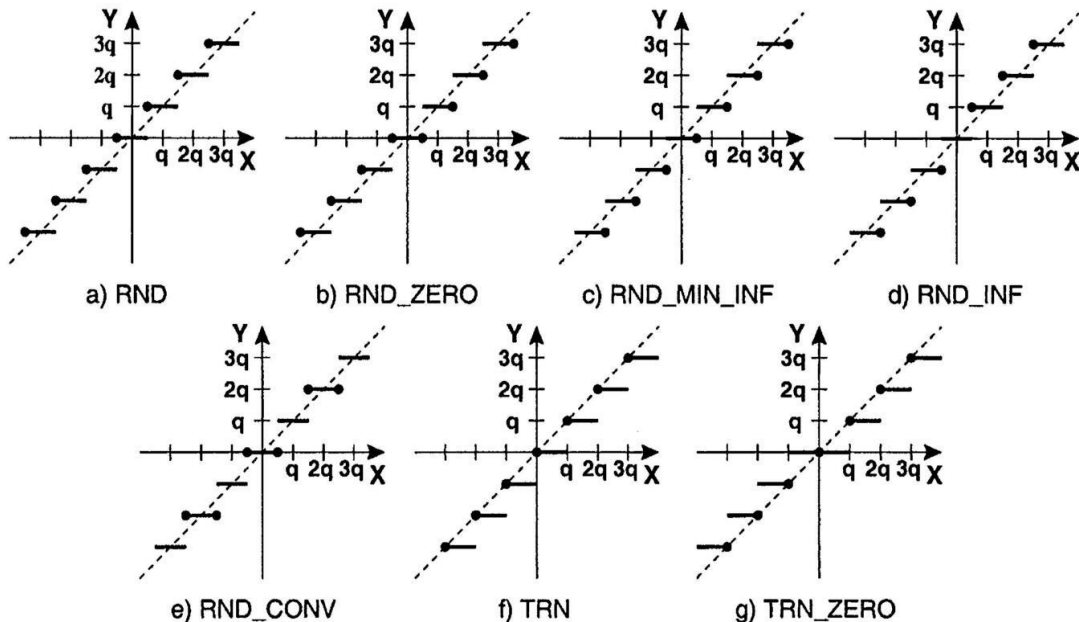 Y Y Y Y
3q 3q 3q 3q
2q 2q 2q 2q
q q q q
q 2q 3q X q 2q 3q X q 2q 3q X q 2q 3q X
a) RND b) RND_ZERO c) RND_MIN_INF d) RND_INF
Y Y Y
3q 3q 3q
2q 2q 2q
q q q
q 2q 3q X q 2q 3q X q 2q 3q X
e) RND_CONV f) TRN g) TRN_ZERO